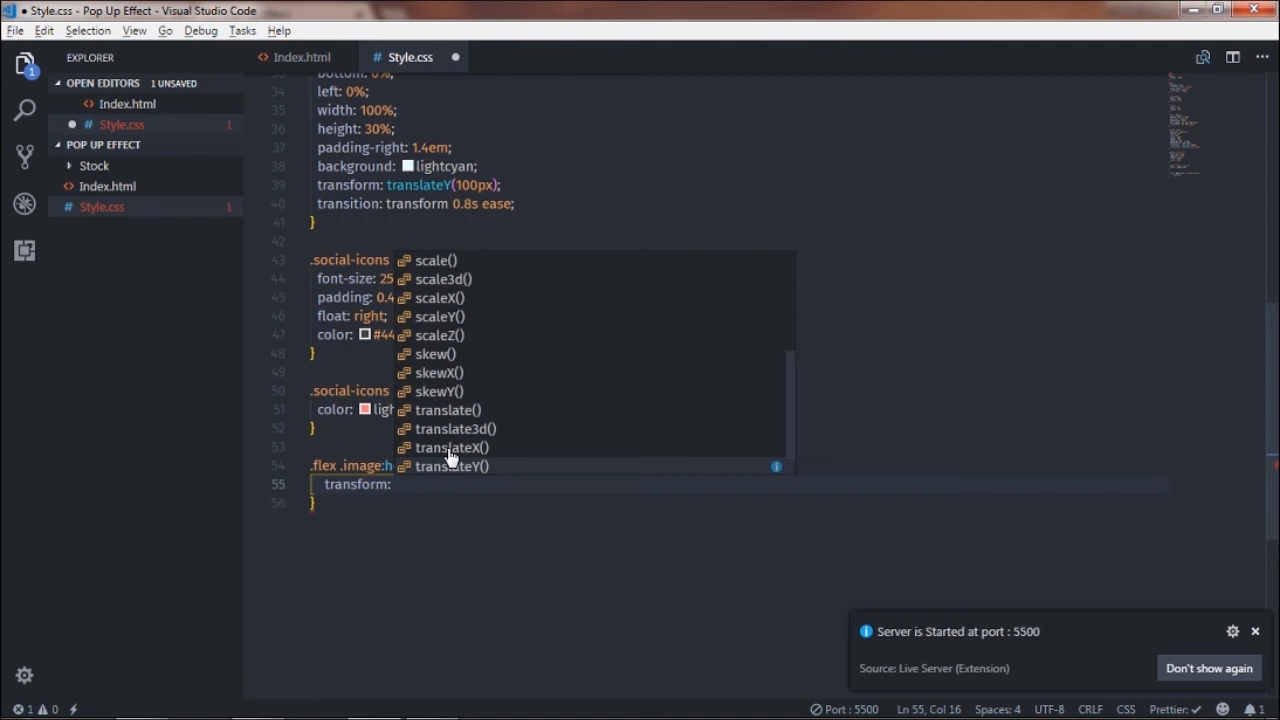 ● Style.css - Pop Up Effect - Visual Studio Code
File Edit Selection View Go Debug Tasks Help
EXPLORER
Index.html
Style.css
OPEN EDITORS 1 UNSAVED
Index.html
Style.css 1
POP UP EFFECT
Stock
Index.html
Style.css 1
1
33 bottom: 0%;
34 left: 0%;
35 width: 100%;
36 height: 30%;
37 padding-right: 1.4em;
38 background: lightcyan;
39 transform: translateY(100px);
40 transition: transform 0.8s ease;
41 }
42
43 .social-icons
44 font-size: 25
45 padding: 0.4
46 float: right;
47 color: #44
48 }
49
50 .social-icons
51 color: ligh
52 }
53
54 .flex .image:h
55 transform:
56 }
scale()
scale3d()
scaleX()
scaleY()
scaleZ()
skew()
skewX()
skewY()
translate()
translate3d()
translateX()
translateY()
Server is Started at port : 5500
Source: Live Server (Extension)
Don't show again
1 0 Port : 5500 Ln 55, Col 16 Spaces: 4 UTF-8 CRLF CSS Prettier: ✓ 1